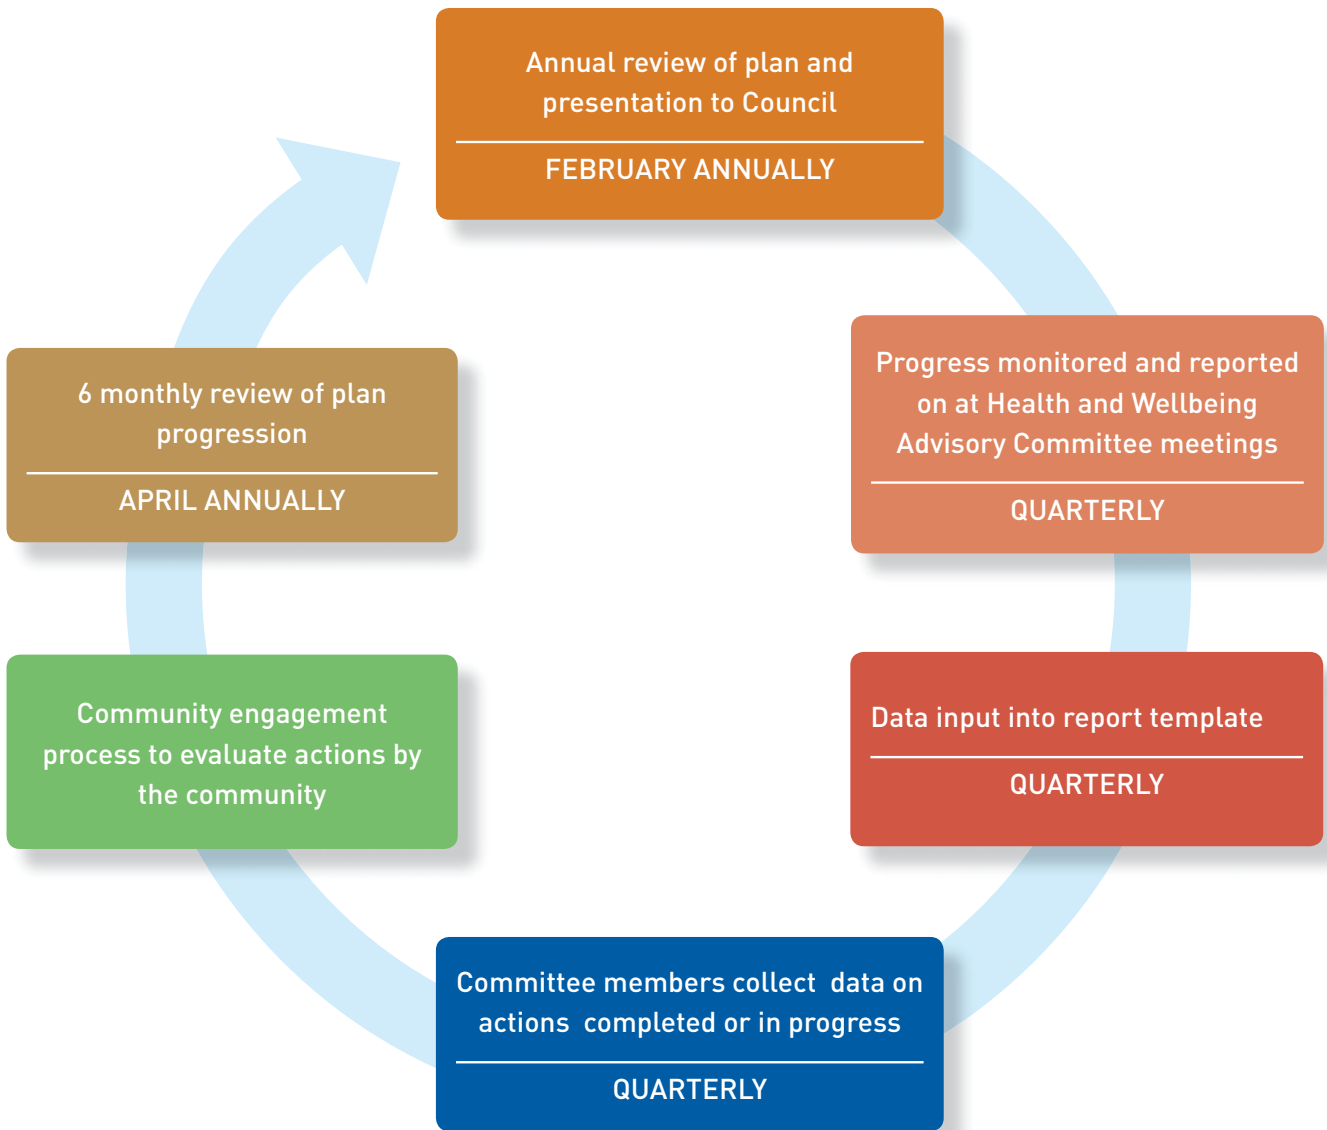 Annual review of plan and
presentation to Council
FEBRUARY ANNUALLY
Progress monitored and reported
on at Health and Wellbeing
Advisory Committee meetings
QUARTERLY
Data input into report template
QUARTERLY
Committee members collect  data on
actions  completed or in progress
QUARTERLY
Community engagement
process to evaluate actions by
the community
6 monthly review of plan
progression
APRIL ANNUALLY